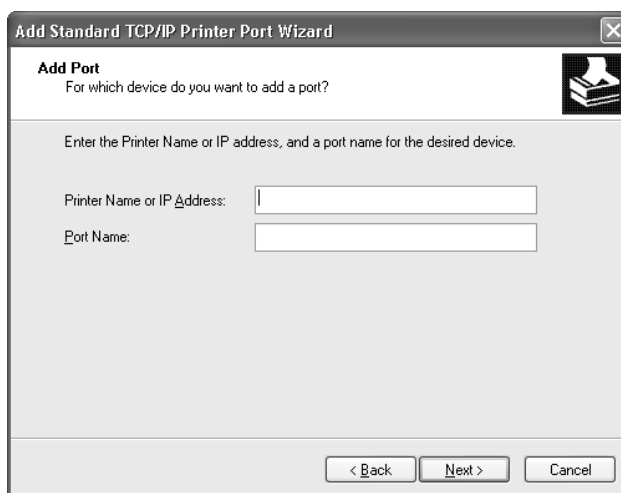 Add Standard TCP/IP Printer Port Wizard
Add Port
For which device do you want to add a port?
Enter the Printer Name or IP address, and a port name for the desired device.
Printer Name or IP Address:
Port Name:
< Back Next > Cancel